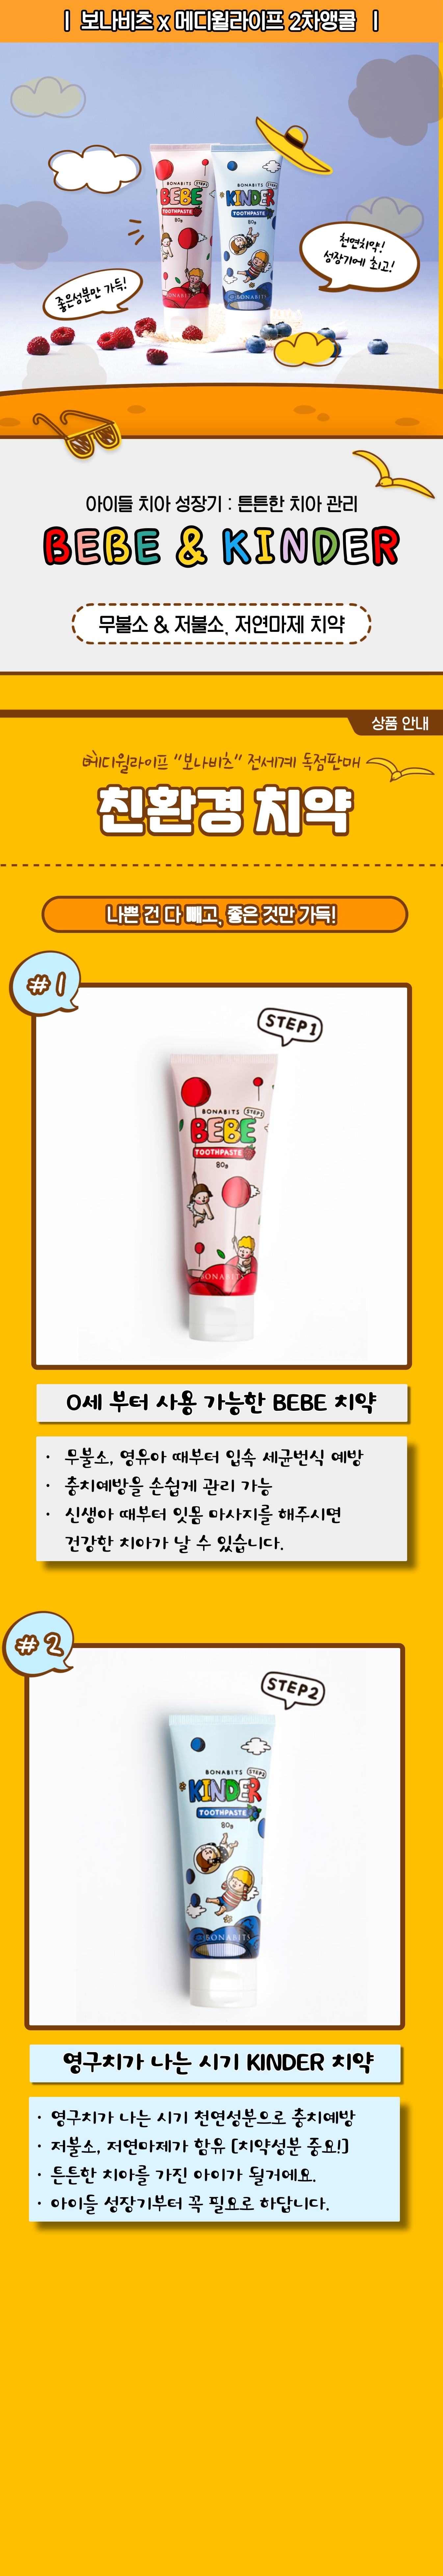 | 보나비츠 x 메디윌라이프 2차앵콜 |
BONABITS STEP1
BEBE
TOOTHPASTE
80g
BONABITS
BONABITS STEP2
KINDER
TOOTHPASTE
80g
BONABITS
천연치약!
성장기에 최고!
좋은성분만 가득!
아이들 치아 성장기 : 튼튼한 치아 관리
BEBE & KINDER
무불소 & 저불소, 저연마제 치약
상품 안내
메디윌라이프 "보나비츠" 전세계 독점판매
친환경 치약
나쁜 건 다 빼고, 좋은 것만 가득!
#1
STEP1
BONABITS STEP1
BEBE
TOOTHPASTE
80g
BONABITS
0세 부터 사용 가능한 BEBE 치약
· 무불소, 영유아 때부터 입속 세균번식 예방
· 충치예방을 손쉽게 관리 가능
· 신생아 때부터 잇몸 마사지를 해주시면
건강한 치아가 날 수 있습니다.
#2
STEP2
BONABITS STEP2
KINDER
TOOTHPASTE
80g
BONABITS
영구치가 나는 시기 KINDER 치약
· 영구치가 나는 시기 천연성분으로 충치예방
· 저불소, 저연마제가 함유 [치약성분 중요!]
· 튼튼한 치아를 가진 아이가 될거에요.
· 아이들 성장기부터 꼭 필요로 하답니다.